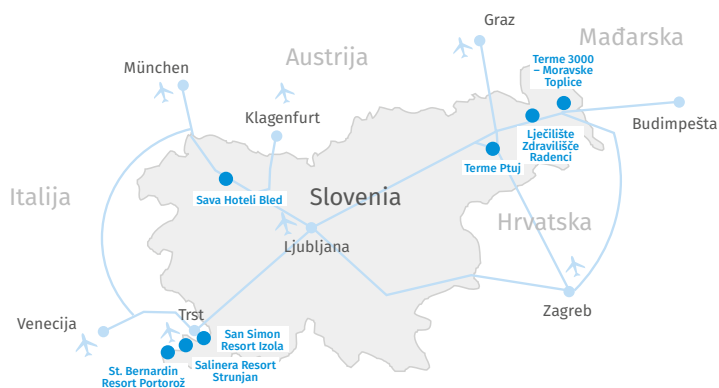 Graz
Mađarska
Austrija
Terme 3000
– Moravske
Toplice
München
Klagenfurt
Budimpešta
Lječilište
Zdravilišče
Radenci
Terme Ptuj
Italija
Sava Hoteli Bled
Slovenia
Hrvatska
Ljubljana
Zagreb
Trst
Venecija
San Simon
Resort Izola
St. Bernardin
Resort Portorož
Salinera Resort
Strunjan